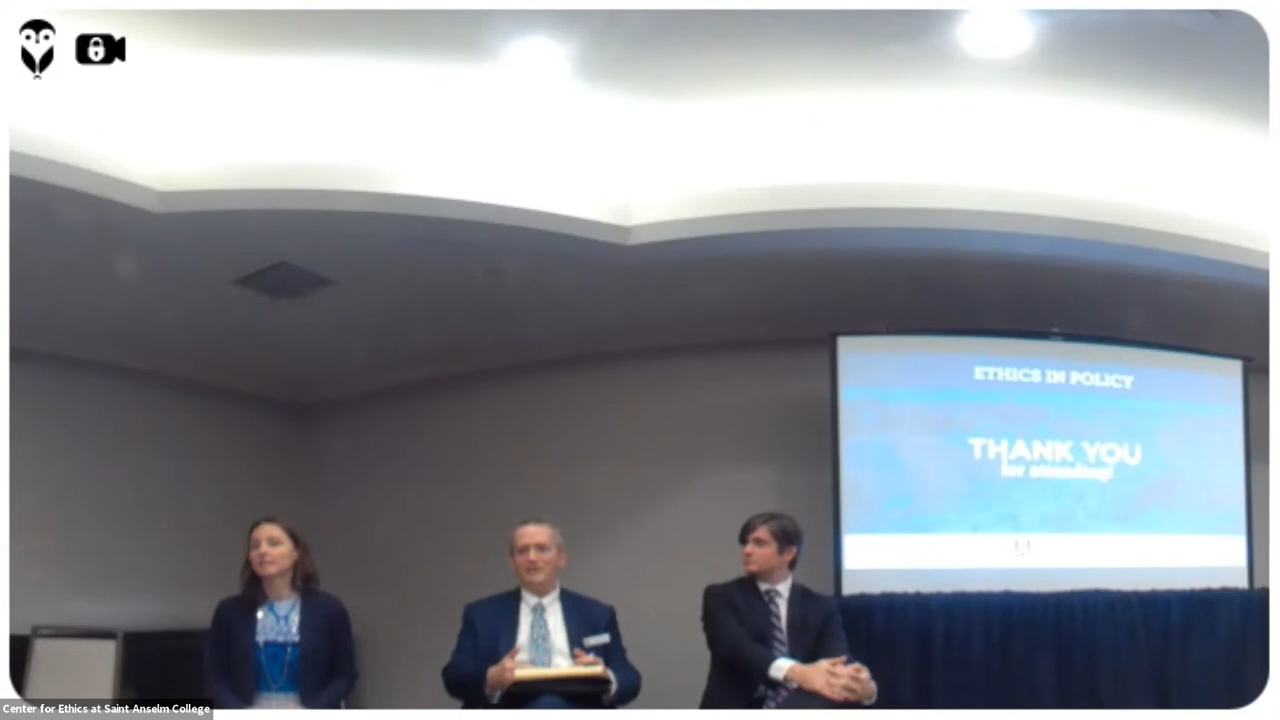 ETHICS IN POLICY
THANK YOU
for attending!
Center for Ethics at Saint Anselm College